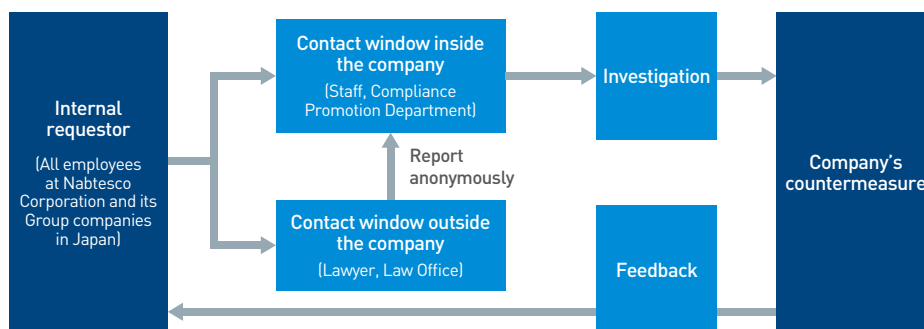 Internal
requestor
(All employees
at Nabtesco
Corporation and its
Group companies
in Japan)
Contact window inside
the company
(Staff, Compliance
Promotion Department)
Report
anonymously
Contact window outside
the company
(Lawyer, Law Office)
Investigation
Feedback
Company’s
countermeasure